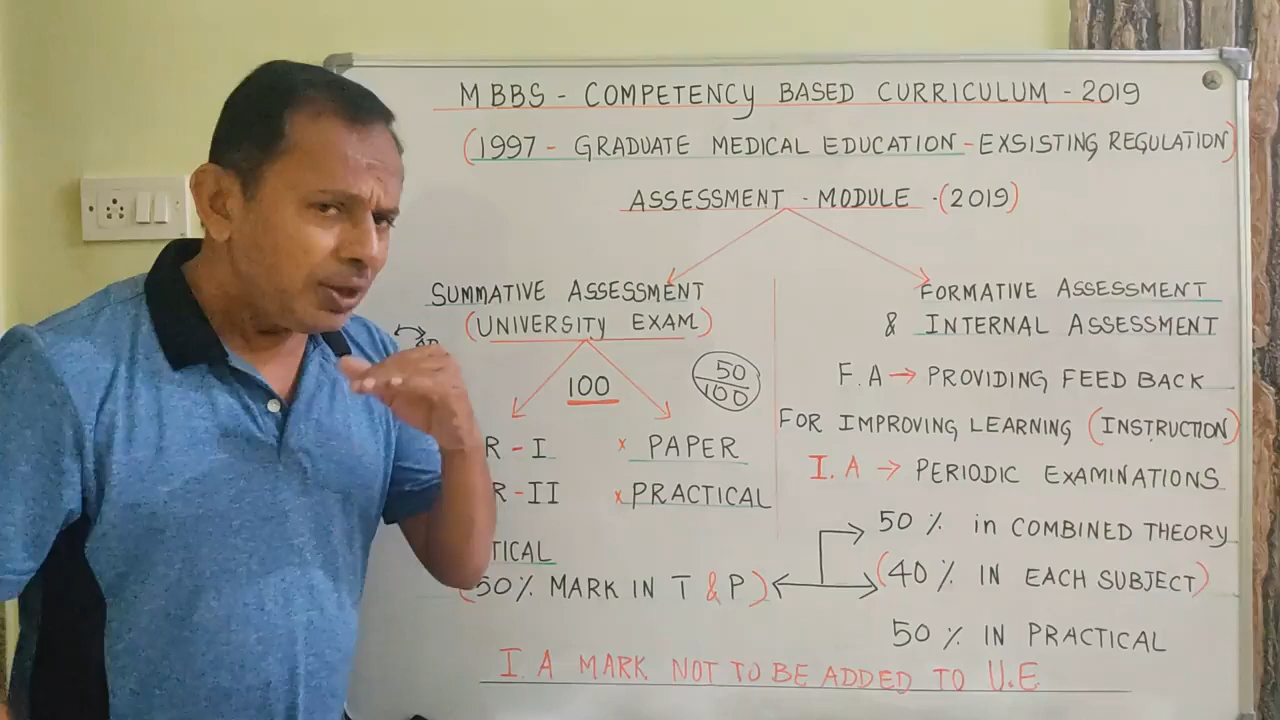 MBBS - COMPETENCY BASED CURRICULUM - 2019
(1997 - GRADUATE MEDICAL EDUCATION - EXSISTING REGULATION)
ASSESSMENT - MODULE - (2019)
SUMMATIVE ASSESSMENT
(UNIVERSITY EXAM)
100
50/100
R - I
R - II
TICAL
x PAPER
x PRACTICAL
(50% MARK IN T & P)
FORMATIVE ASSESSMENT
& INTERNAL ASSESSMENT
F.A → PROVIDING FEED BACK
FOR IMPROVING LEARNING (INSTRUCTION)
I.A → PERIODIC EXAMINATIONS
50 % in COMBINED THEORY
(40 % IN EACH SUBJECT)
50 % IN PRACTICAL
I.A MARK NOT TO BE ADDED TO U.E